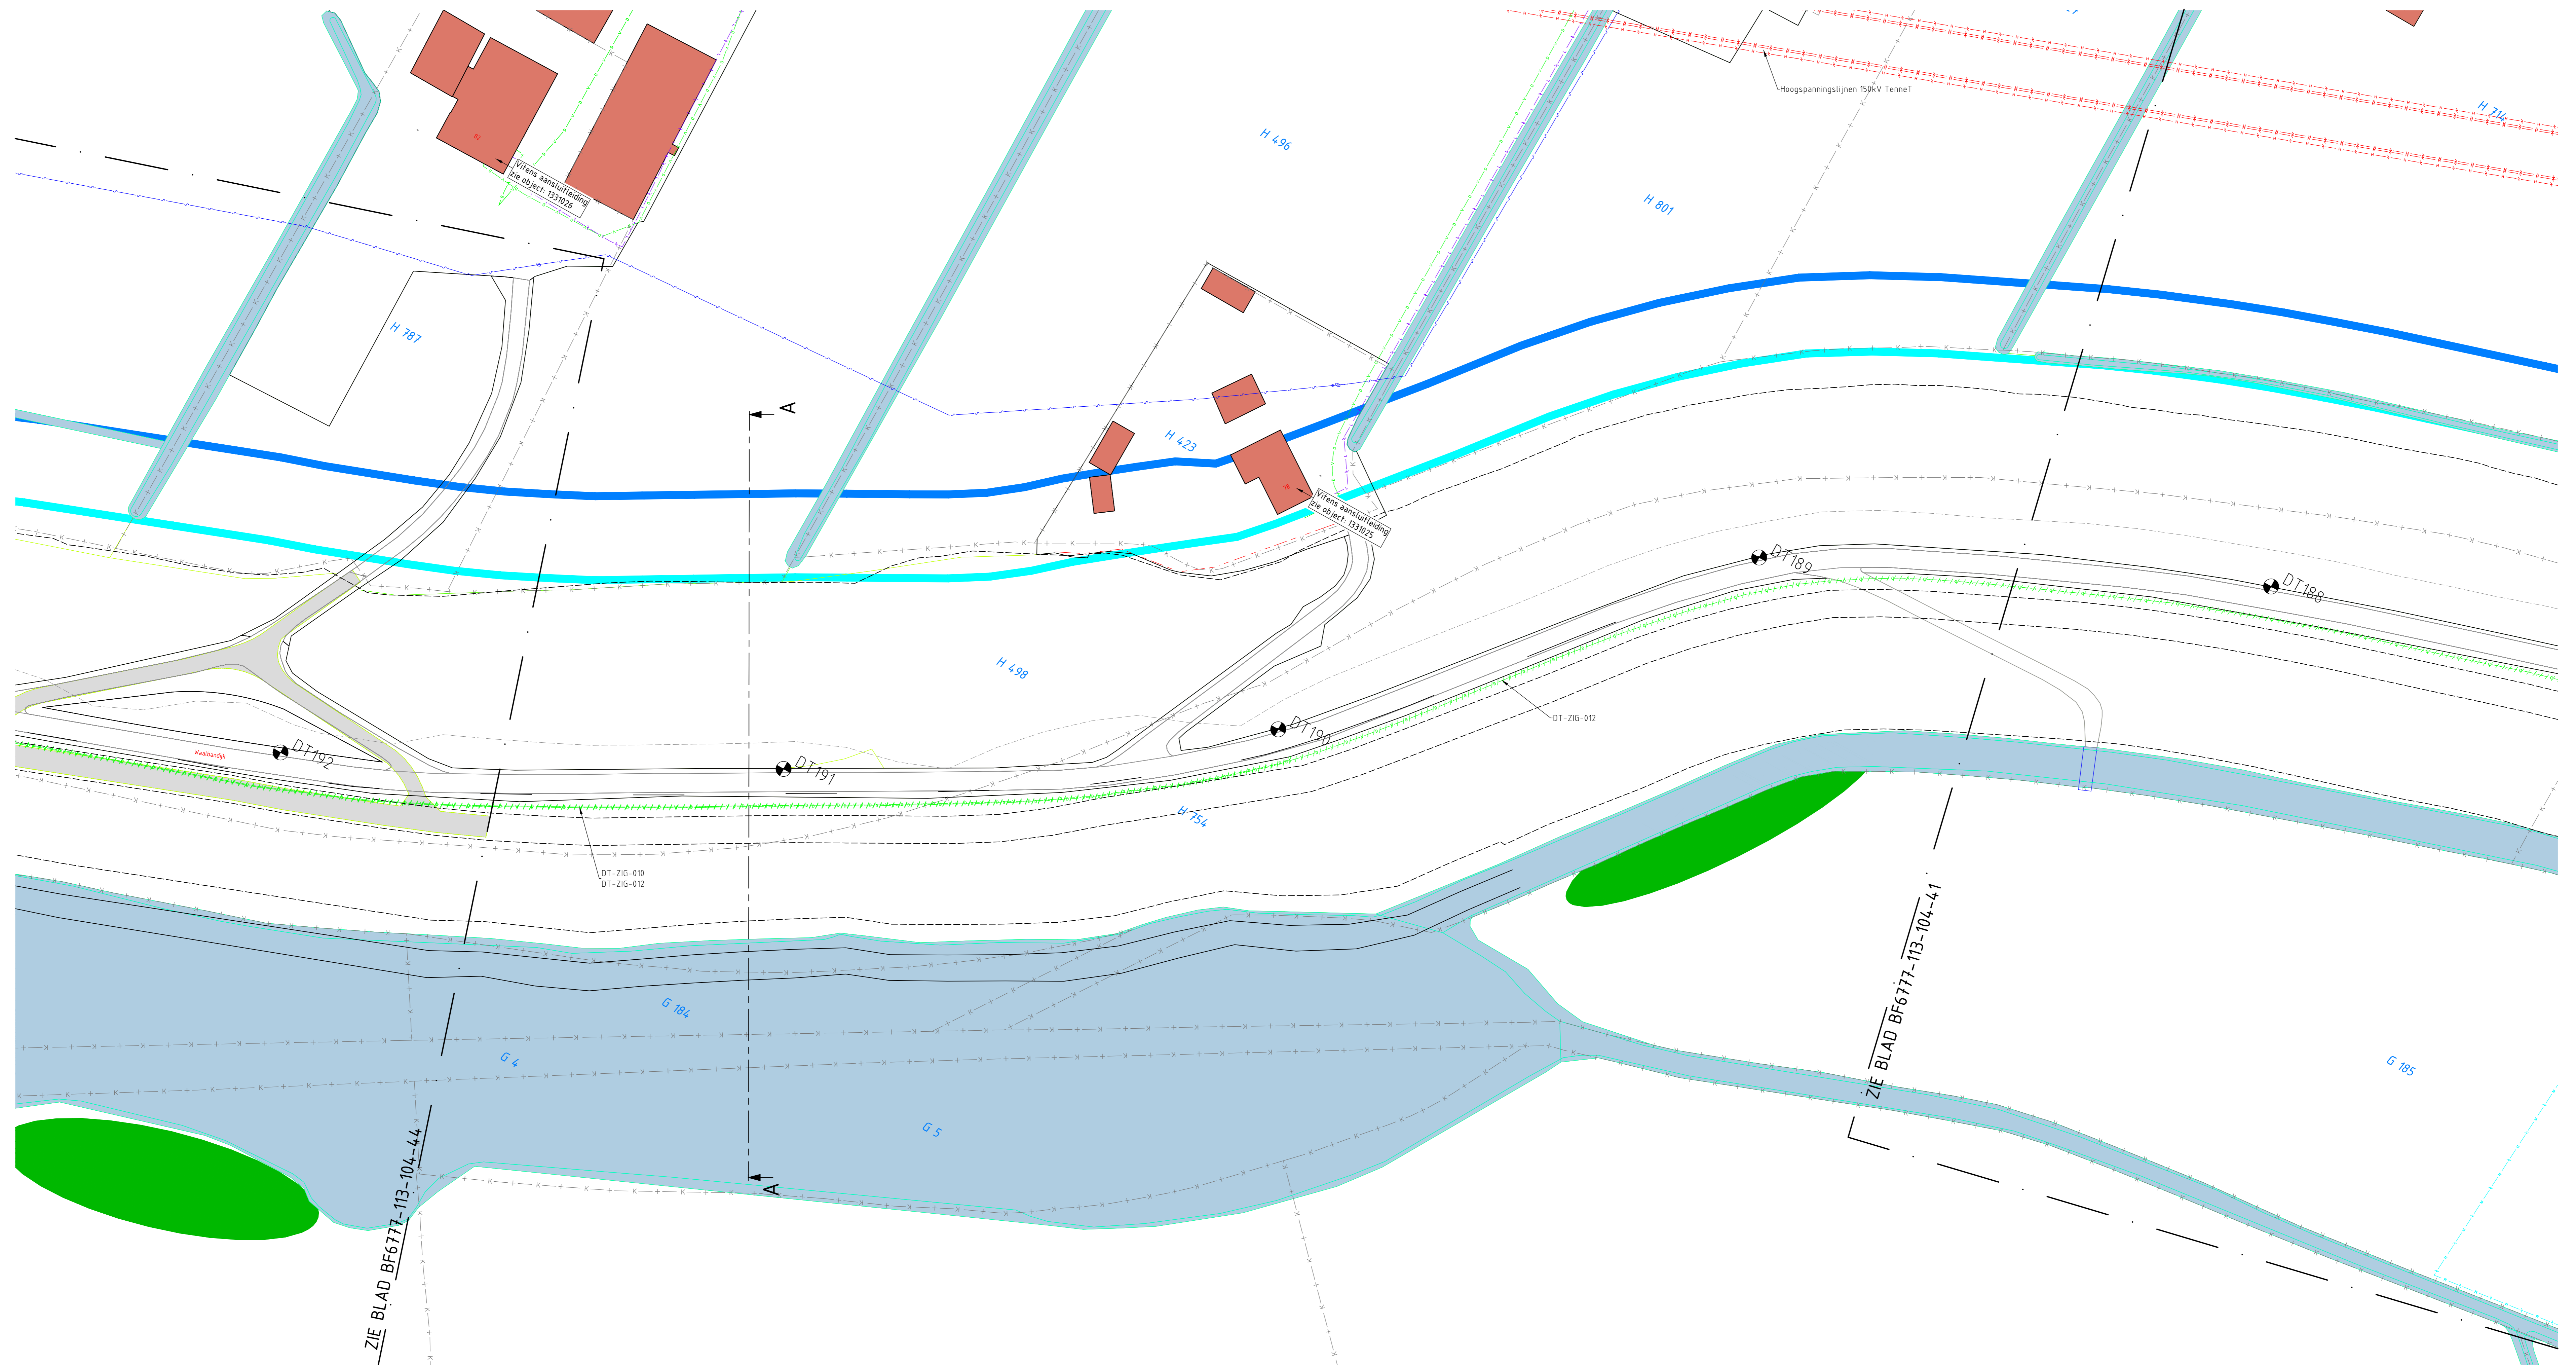 Hoogspanningslijnen 150kV TenneT
H 714
H 496
92
Vitens aansluitleiding
zie object: 1331026
H 801
H 787
A
H 423
79
Vitens aansluitleiding
zie object: 1331025
DT189
DT188
H 498
DT190
DT-ZIG-012
Waalbandijk
DT192
DT191
H 754
DT-ZIG-010
DT-ZIG-012
G 184
G 4
G 185
G 5
A
ZIE BLAD BF6777-113-104-41
ZIE BLAD BF6777-113-104-44